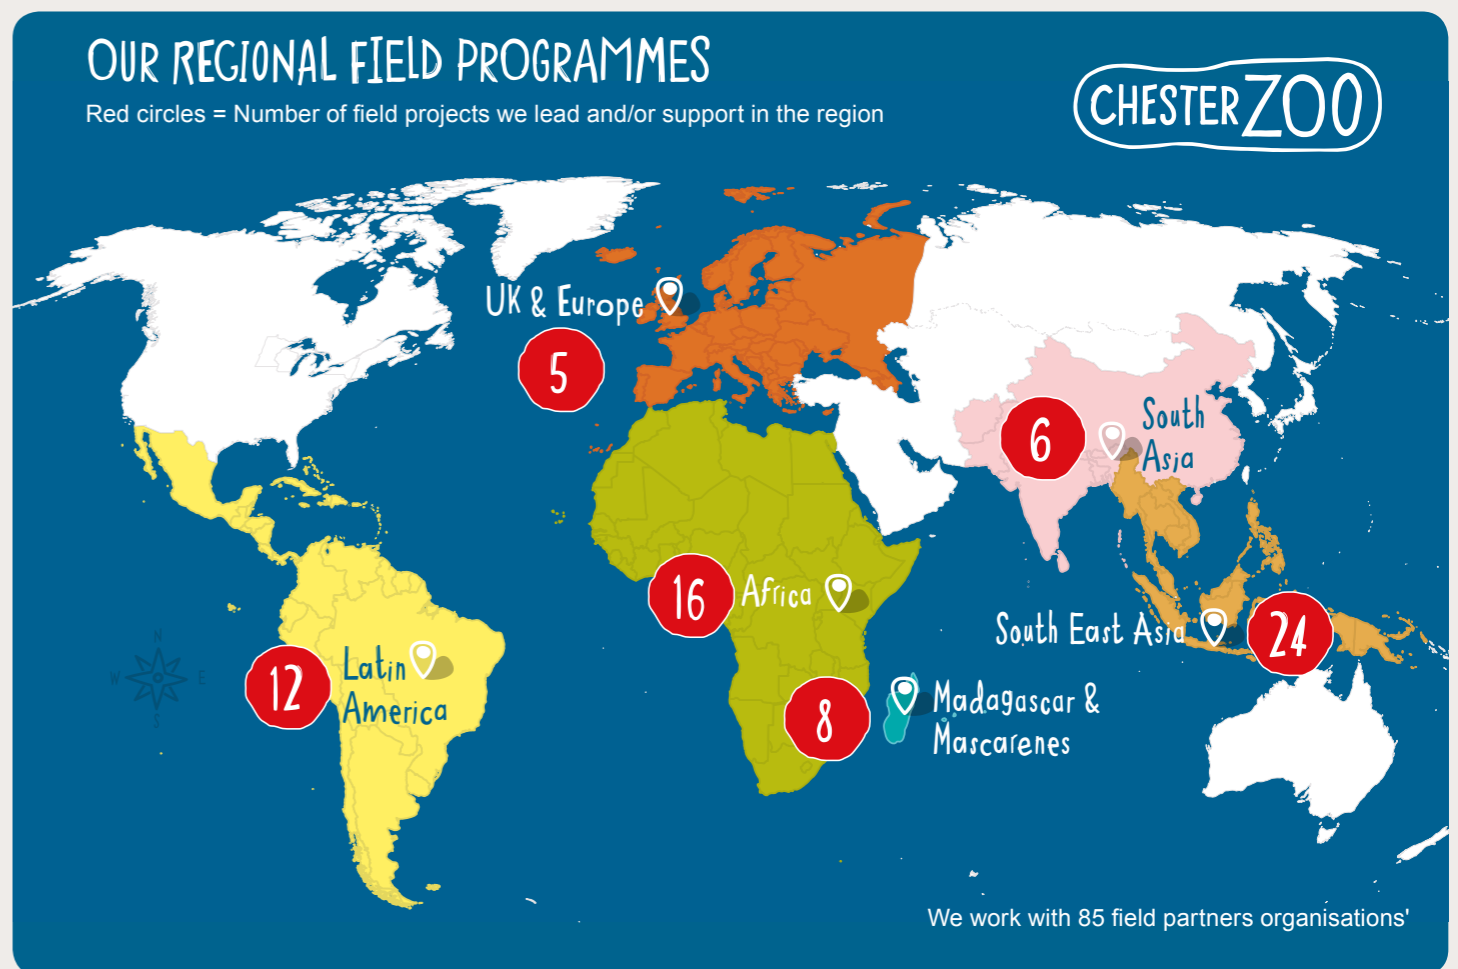 OUR REGIONAL FIELD PROGRAMMES
Red circles = Number of field projects we lead and/or support in the region
CHESTER ZOO
UK & Europe
5
6
South
Asia
16
Africa
South East Asia
24
12
Latin
America
8
Madagascar &
Mascarenes
N
W
E
S
We work with 85 field partners organisations'